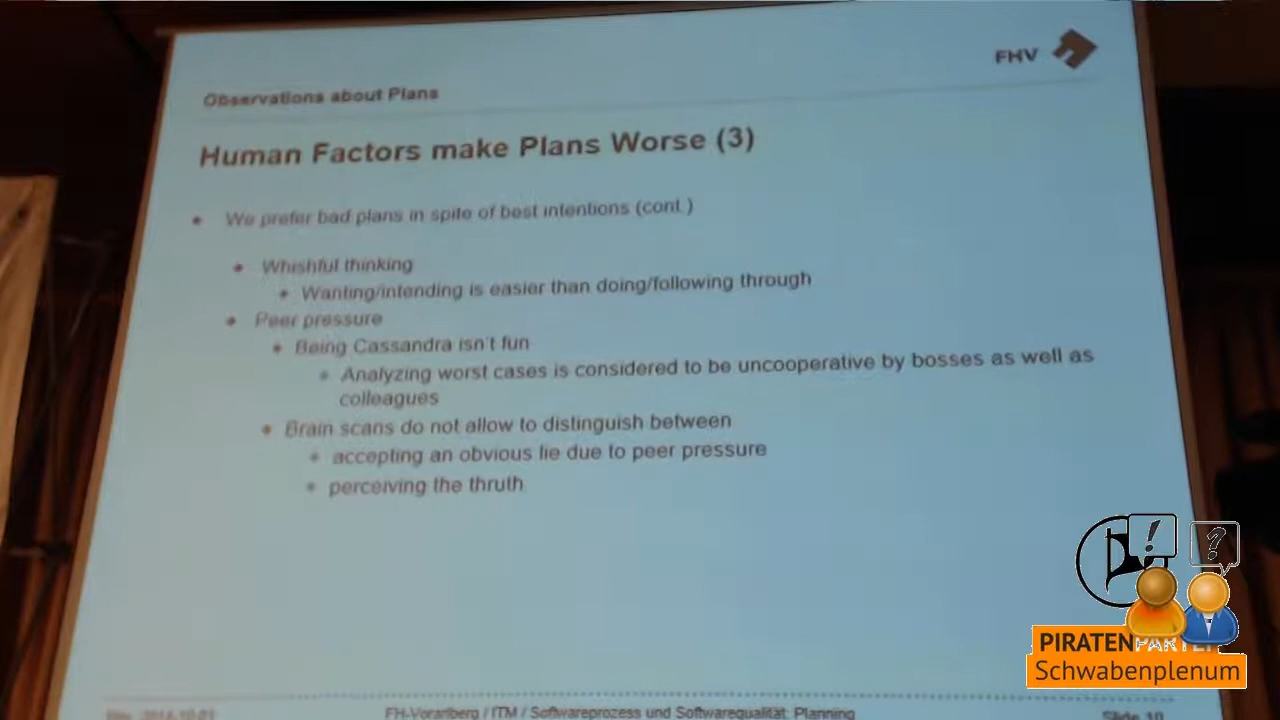 FHV
Observations about Plans
Human Factors make Plans Worse (3)
We prefer bad plans in spite of best intentions (cont.)
Whishful thinking
Wanting/intending is easier than doing/following through
Peer pressure
Being Cassandra isn't fun
Analyzing worst cases is considered to be uncooperative by bosses as well as
colleagues
Brain scans do not allow to distinguish between
accepting an obvious lie due to peer pressure
perceiving the thruth
! ?
PIRATENPARTEI
Schwabenplenum
FH-Vorarlberg / ITM / Softwareprozess und Softwarequalität: Planning
Slide 10